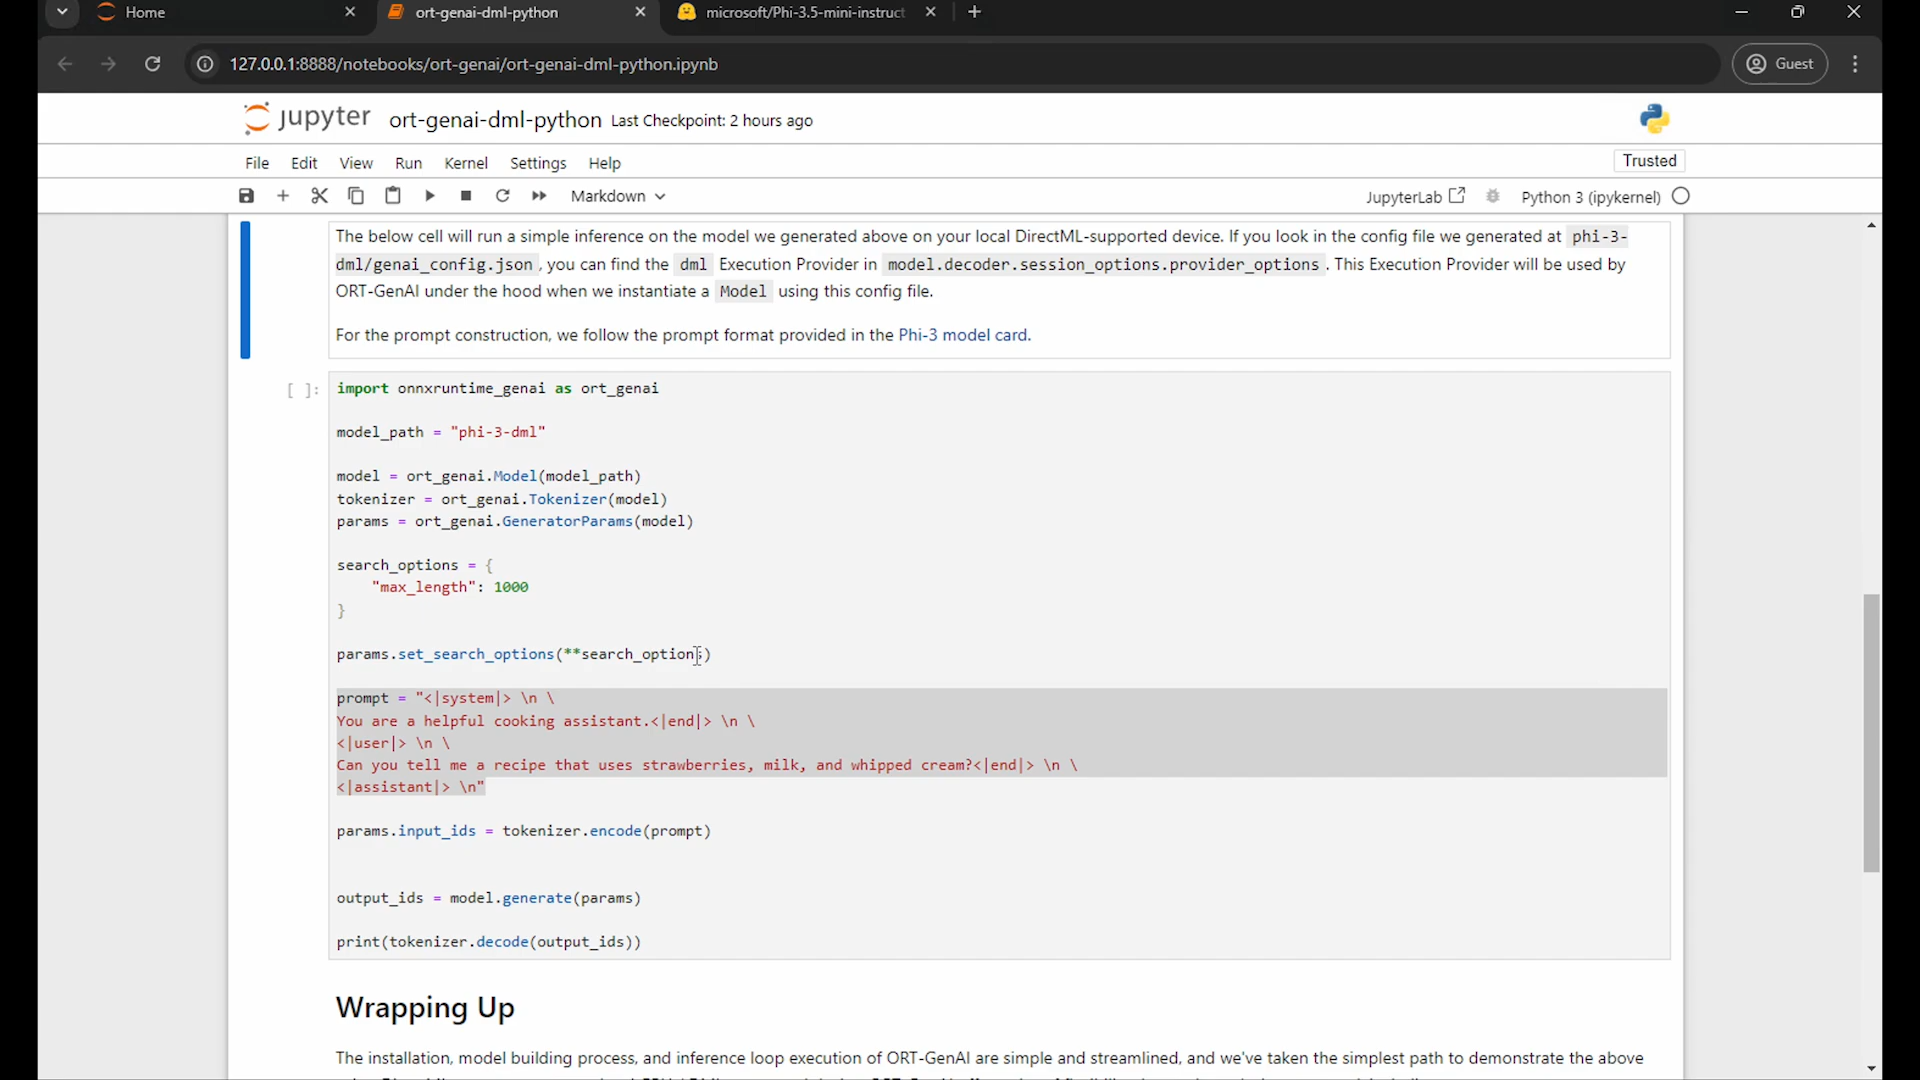 Home
ort-genai-dml-python
microsoft/Phi-3.5-mini-instruct
127.0.0.1:8888/notebooks/ort-genai/ort-genai-dml-python.ipynb
Guest
jupyter ort-genai-dml-python Last Checkpoint: 2 hours ago
File Edit View Run Kernel Settings Help
Trusted
Markdown
JupyterLab
Python 3 (ipykernel)
The below cell will run a simple inference on the model we generated above on your local DirectML-supported device. If you look in the config file we generated at phi-3-
dml/genai_config.json , you can find the dml Execution Provider in model.decoder.session_options.provider_options . This Execution Provider will be used by
ORT-GenAI under the hood when we instantiate a Model using this config file.
For the prompt construction, we follow the prompt format provided in the Phi-3 model card.
[ ]:
import onnxruntime_genai as ort_genai
model_path = "phi-3-dml"
model = ort_genai.Model(model_path)
tokenizer = ort_genai.Tokenizer(model)
params = ort_genai.GeneratorParams(model)
search_options = {
"max_length": 1000
}
params.set_search_options(**search_options)
prompt = "<|system|> \n \
You are a helpful cooking assistant.<|end|> \n \
<|user|> \n \
Can you tell me a recipe that uses strawberries, milk, and whipped cream?<|end|> \n \
<|assistant|> \n"
params.input_ids = tokenizer.encode(prompt)
output_ids = model.generate(params)
print(tokenizer.decode(output_ids))
Wrapping Up
The installation, model building process, and inference loop execution of ORT-GenAI are simple and streamlined, and we've taken the simplest path to demonstrate the above